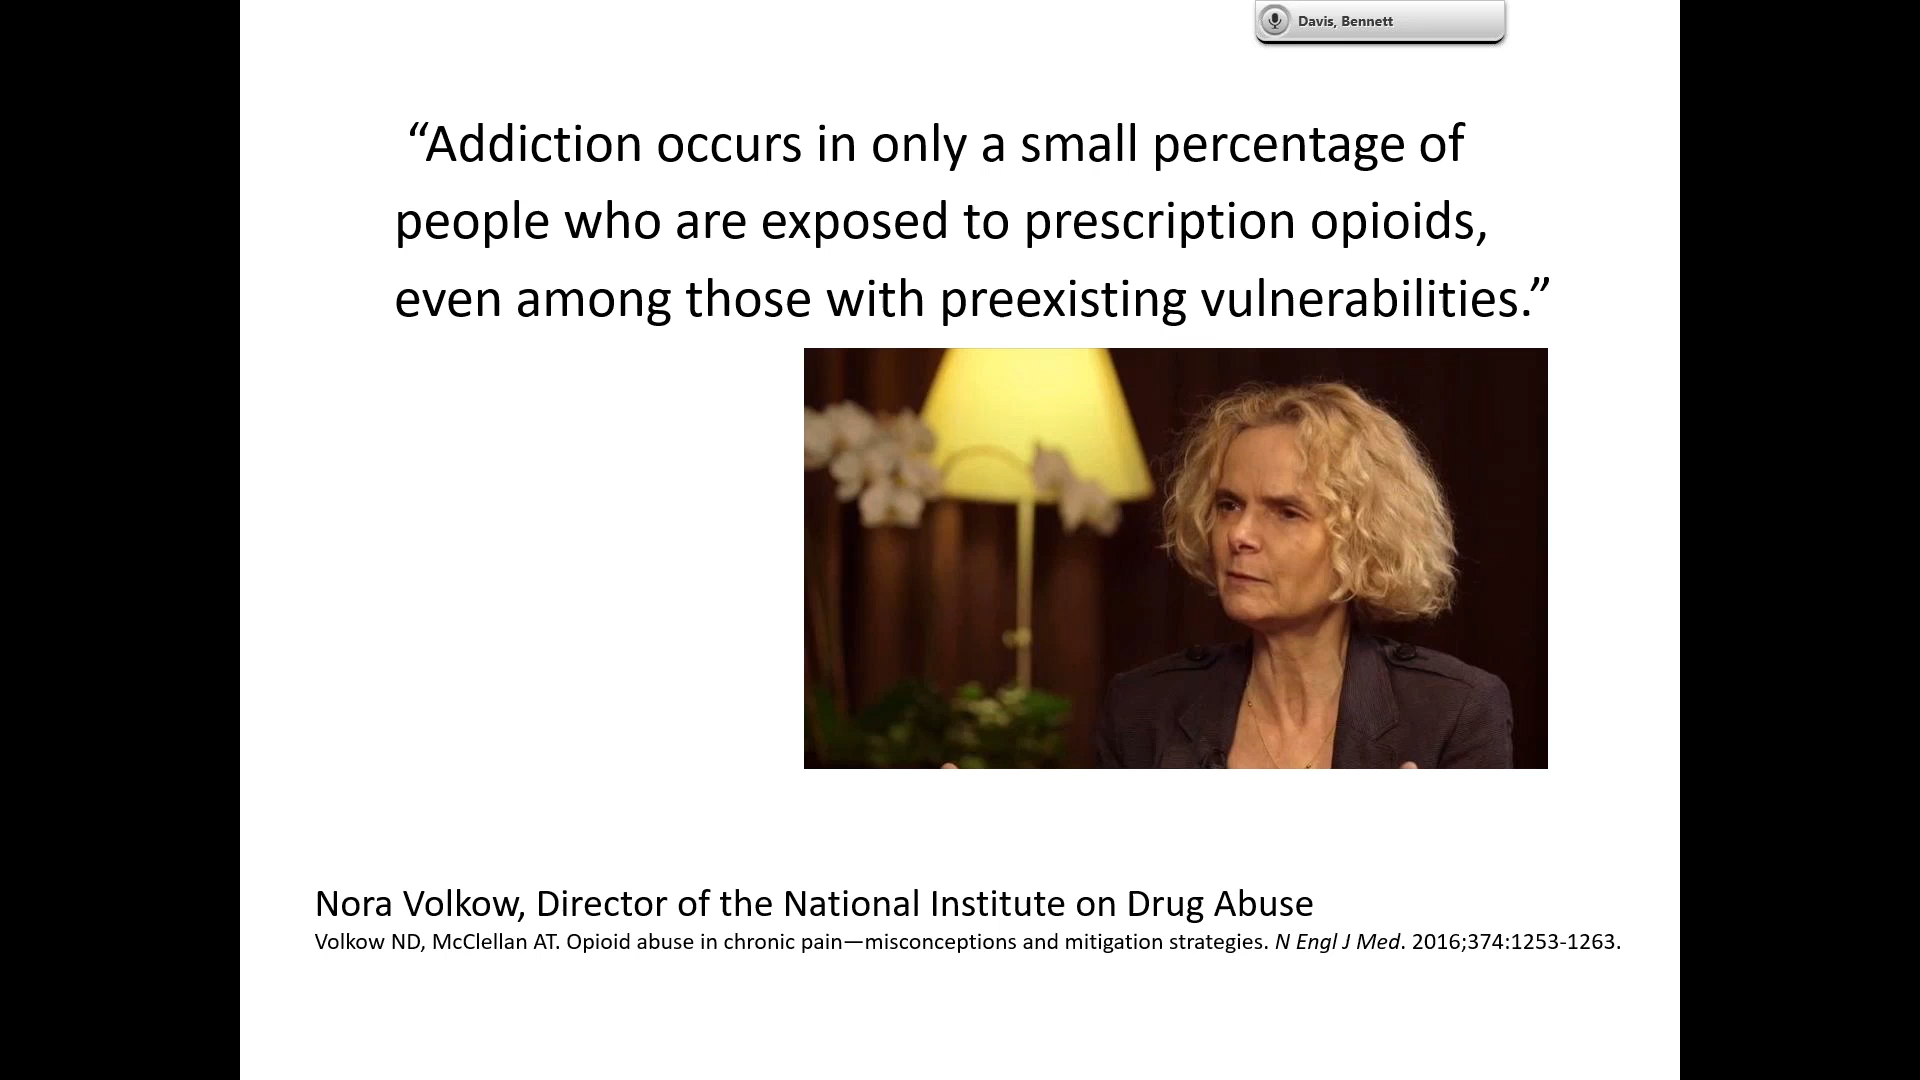 Davis, Bennett
“Addiction occurs in only a small percentage of
people who are exposed to prescription opioids,
even among those with preexisting vulnerabilities.”
Nora Volkow, Director of the National Institute on Drug Abuse
Volkow ND, McClellan AT. Opioid abuse in chronic pain—misconceptions and mitigation strategies. N Engl J Med. 2016;374:1253-1263.